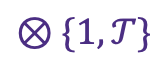 ⊗ {1, 𝒯}